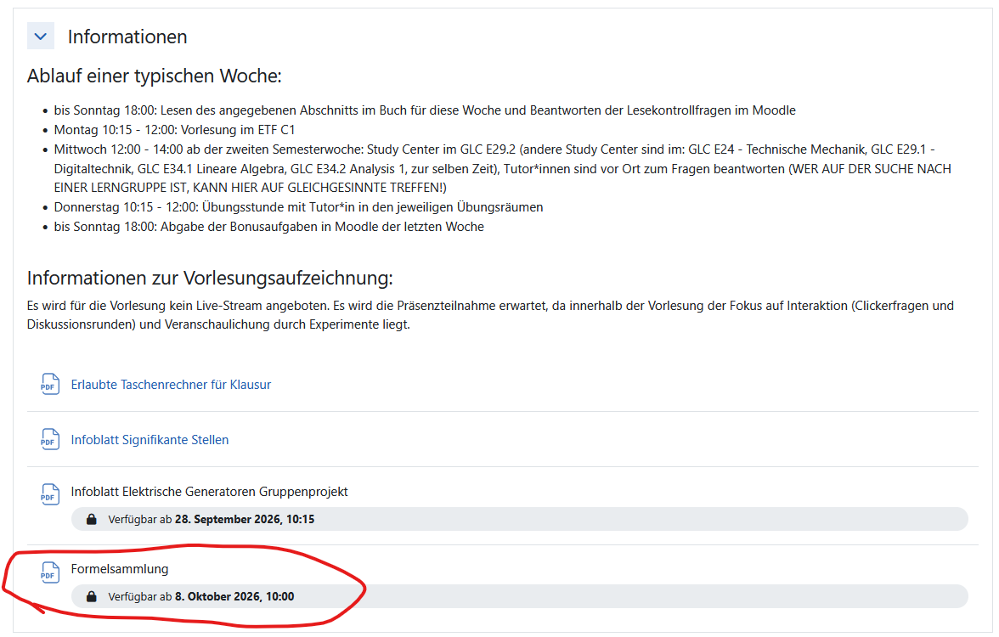 Informationen
Ablauf einer typischen Woche:
bis Sonntag 18:00: Lesen des angegebenen Abschnitts im Buch für diese Woche und Beantworten der Lesekontrollfragen im Moodle
Montag 10:15 - 12:00: Vorlesung im ETF C1
Mittwoch 12:00 - 14:00 ab der zweiten Semesterwoche: Study Center im GLC E29.2 (andere Study Center sind im: GLC E24 - Technische Mechanik, GLC E29.1 -
Digitaltechnik, GLC E34.1 Lineare Algebra, GLC E34.2 Analysis 1, zur selben Zeit), Tutor*innen sind vor Ort zum Fragen beantworten (WER AUF DER SUCHE NACH
EINER LERNGRUPPE IST, KANN HIER AUF GLEICHGESINNTE TREFFEN!)
Donnerstag 10:15 - 12:00: Übungsstunde mit Tutor*in in den jeweiligen Übungsräumen
bis Sonntag 18:00: Abgabe der Bonusaufgaben in Moodle der letzten Woche
Informationen zur Vorlesungsaufzeichnung:
Es wird für die Vorlesung kein Live-Stream angeboten. Es wird die Präsenzteilnahme erwartet, da innerhalb der Vorlesung der Fokus auf Interaktion (Clickerfragen und
Diskussionsrunden) und Veranschaulichung durch Experimente liegt.
PDF Erlaubte Taschenrechner für Klausur
PDF Infoblatt Signifikante Stellen
PDF Infoblatt Elektrische Generatoren Gruppenprojekt
Verfügbar ab 28. September 2026, 10:15
PDF Formelsammlung
Verfügbar ab 8. Oktober 2026, 10:00